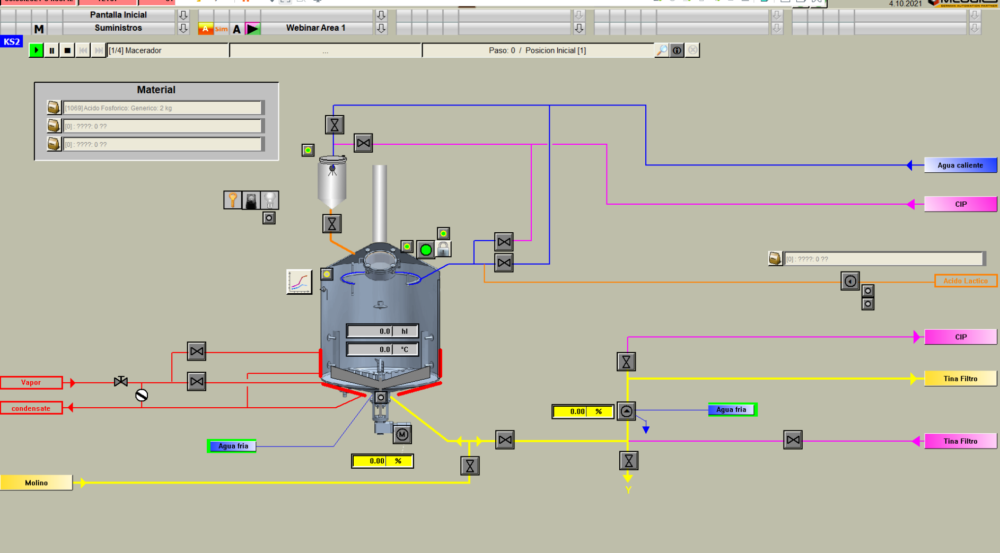 4.10.2021
GERMAN AUTOMATION PARTNER
Pantalla Inicial
M
Suministros
A
Sim
A
Webinar Area 1
KS2
[1/4] Macerador
...
Paso: 0 / Posicion Inicial [1]
Material
[1069] Acido Fosforico: Generico: 2 kg
[0] : ????: 0 ??
[0] : ????: 0 ??
Agua caliente
CIP
[0] : ????: 0 ??
Acido Lactico
0.0 hl
0.0 °C
CIP
Vapor
Tina Filtro
condensate
0.00 %
Agua fria
M
Agua fria
Tina Filtro
0.00 %
Molino
Y